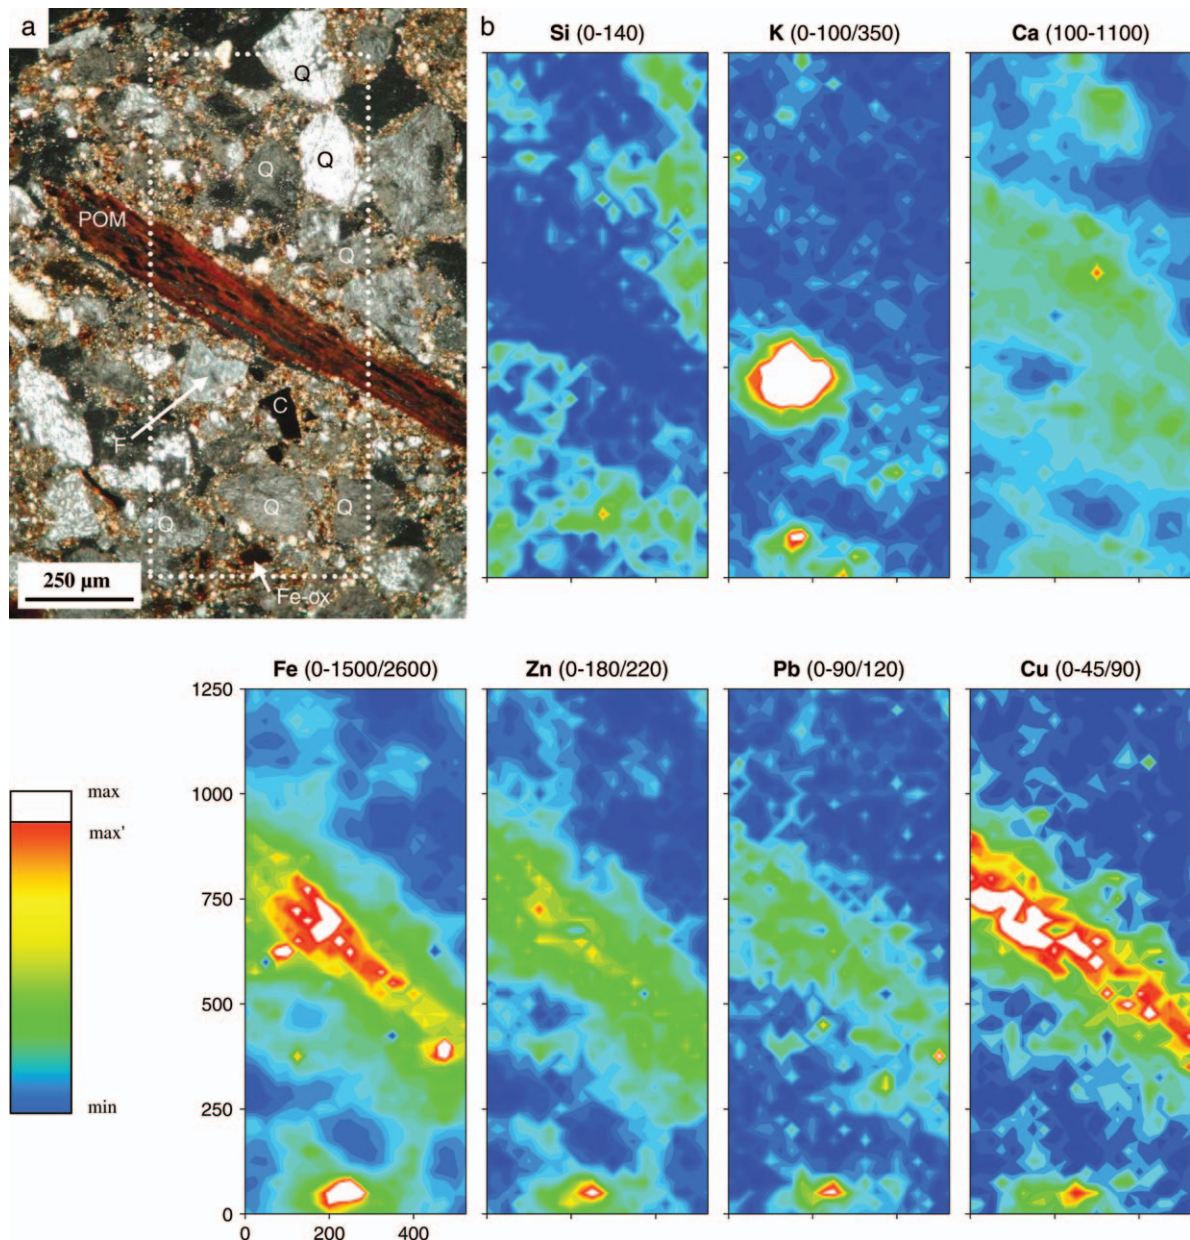 a
Q
Q
Q
POM
Q
C
F
Q
Q
Q
250 µm
Fe-ox
b
Si (0-140)
K (0-100/350)
Ca (100-1100)
Fe (0-1500/2600)
Zn (0-180/220)
Pb (0-90/120)
Cu (0-45/90)
max
max'
min
1250
1000
750
500
250
0
0
200
400